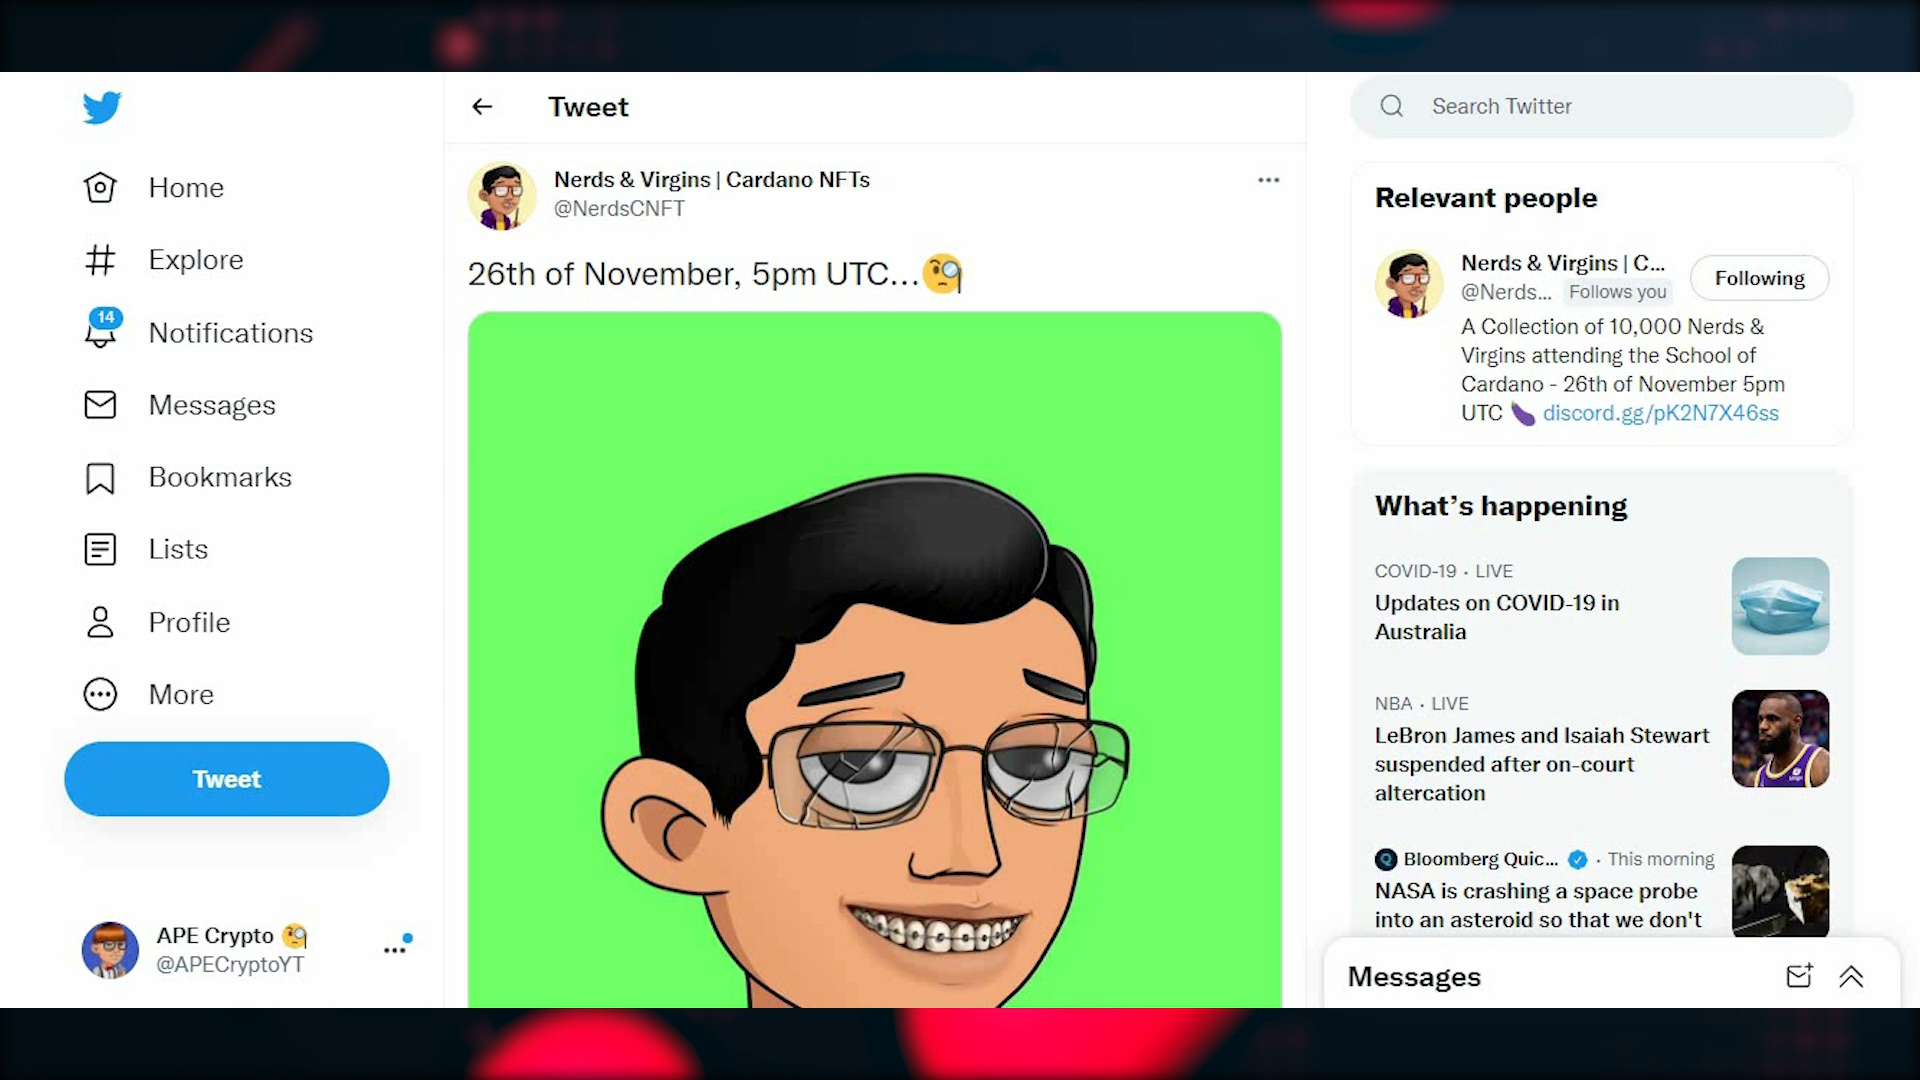 Tweet
Search Twitter
Home
Explore
14
Notifications
Messages
Bookmarks
Lists
Profile
More
Tweet
APE Crypto
@APECryptoYT
Nerds & Virgins | Cardano NFTs
@NerdsCNFT
26th of November, 5pm UTC...
Relevant people
Nerds & Virgins | C...
@Nerds... Follows you
Following
A Collection of 10,000 Nerds &
Virgins attending the School of
Cardano - 26th of November 5pm
UTC discord.gg/pK2N7X46ss
What's happening
COVID-19 · LIVE
Updates on COVID-19 in
Australia
NBA · LIVE
LeBron James and Isaiah Stewart
suspended after on-court
altercation
Bloomberg Quic... · This morning
NASA is crashing a space probe
into an asteroid so that we don't
Messages